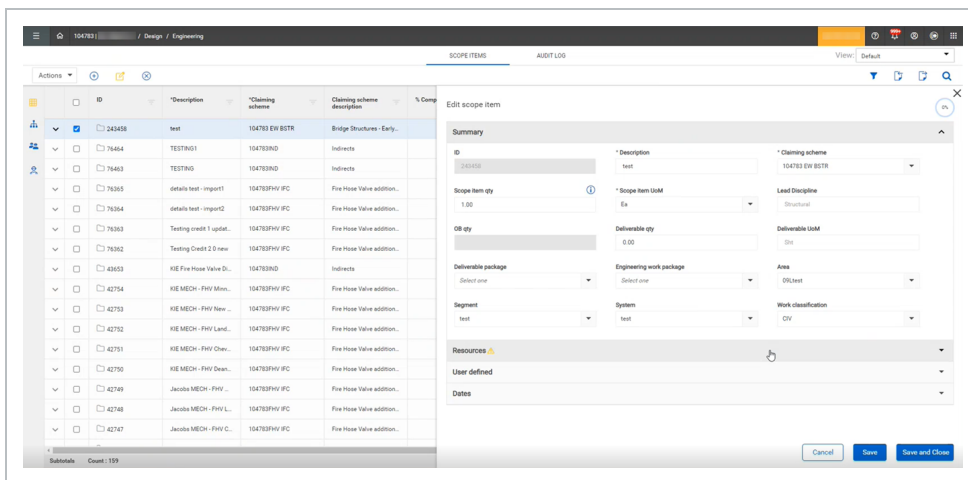 104783 | / Design / Engineering
999+
SCOPE ITEMS AUDIT LOG View: Default
Actions
ID *Description *Claiming scheme Claiming scheme description % Comp
243458 test 104783 EW BSTR Bridge Structures - Early...
76464 TESTING1 104783IND Indirects
76463 TESTING 104783IND Indirects
76365 details test - import1 104783FHV IFC Fire Hose Valve addition...
76364 details test - import2 104783FHV IFC Fire Hose Valve addition...
76363 Testing credit 1 updat... 104783FHV IFC Fire Hose Valve addition...
76362 Testing Credit 2 0 new 104783FHV IFC Fire Hose Valve addition...
43653 KIE Fire Hose Valve D... 104783IND Indirects
42754 KIE MECH - FHV Minn... 104783FHV IFC Fire Hose Valve addition...
42753 KIE MECH - FHV New ... 104783FHV IFC Fire Hose Valve addition...
42752 KIE MECH - FHV Land... 104783FHV IFC Fire Hose Valve addition...
42751 KIE MECH - FHV Chev... 104783FHV IFC Fire Hose Valve addition...
42750 KIE MECH - FHV Dean... 104783FHV IFC Fire Hose Valve addition...
42749 Jacobs MECH - FHV ... 104783FHV IFC Fire Hose Valve addition...
42748 Jacobs MECH - FHV L... 104783FHV IFC Fire Hose Valve addition...
42747 Jacobs MECH - FHV C... 104783FHV IFC Fire Hose Valve addition...
Subtotals Count : 159
Edit scope item
0%
Summary
ID * Description * Claiming scheme
243458 test 104783 EW BSTR
Scope item qty * Scope item UoM Lead Discipline
1.00 Ea Structural
OB qty Deliverable qty Deliverable UoM
0.00 Sht
Deliverable package Engineering work package Area
Select one Select one 09Ltest
Segment System Work classification
test test CIV
Resources
User defined
Dates
Cancel Save Save and Close